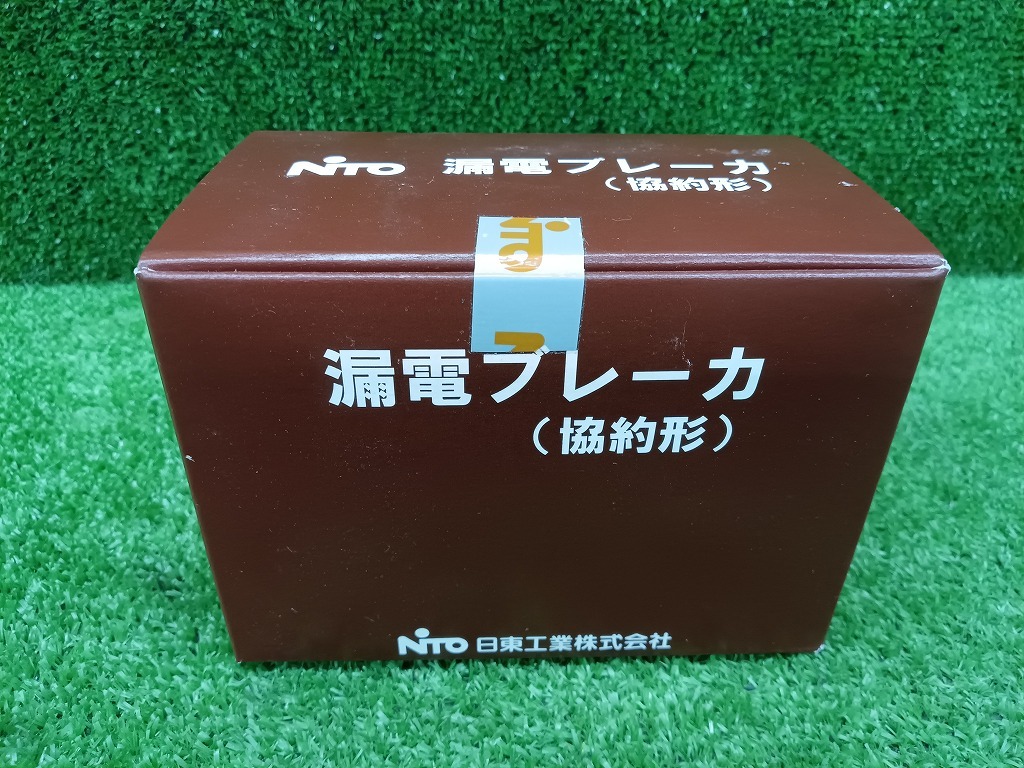 NITO 漏電ブレーカ
（協約形）
NITO
漏電ブレーカ
（協約形）
NITO 日東工業株式会社